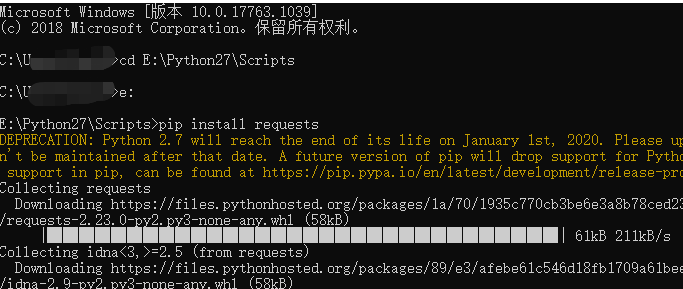 Microsoft Windows [版本 10.0.17763.1039]
(c) 2018 Microsoft Corporation。保留所有权利。
C:\U >cd E:\Python27\Scripts
C:\U >e:
E:\Python27\Scripts>pip install requests
DEPRECATION: Python 2.7 will reach the end of its life on January 1st, 2020. Please up
n't be maintained after that date. A future version of pip will drop support for Pytho
support in pip, can be found at https://pip.pypa.io/en/latest/development/release-pro
Collecting requests
Downloading https://files.pythonhosted.org/packages/1a/70/1935c770cb3be6e3a8b78ced23
/requests-2.23.0-py2.py3-none-any.whl (58kB)
61kB 211kB/s
Collecting idna<3,>=2.5 (from requests)
Downloading https://files.pythonhosted.org/packages/89/e3/afebe61c546d18fb1709a61bee
/idna-2.9-py2.py3-none-any.whl (58kB)